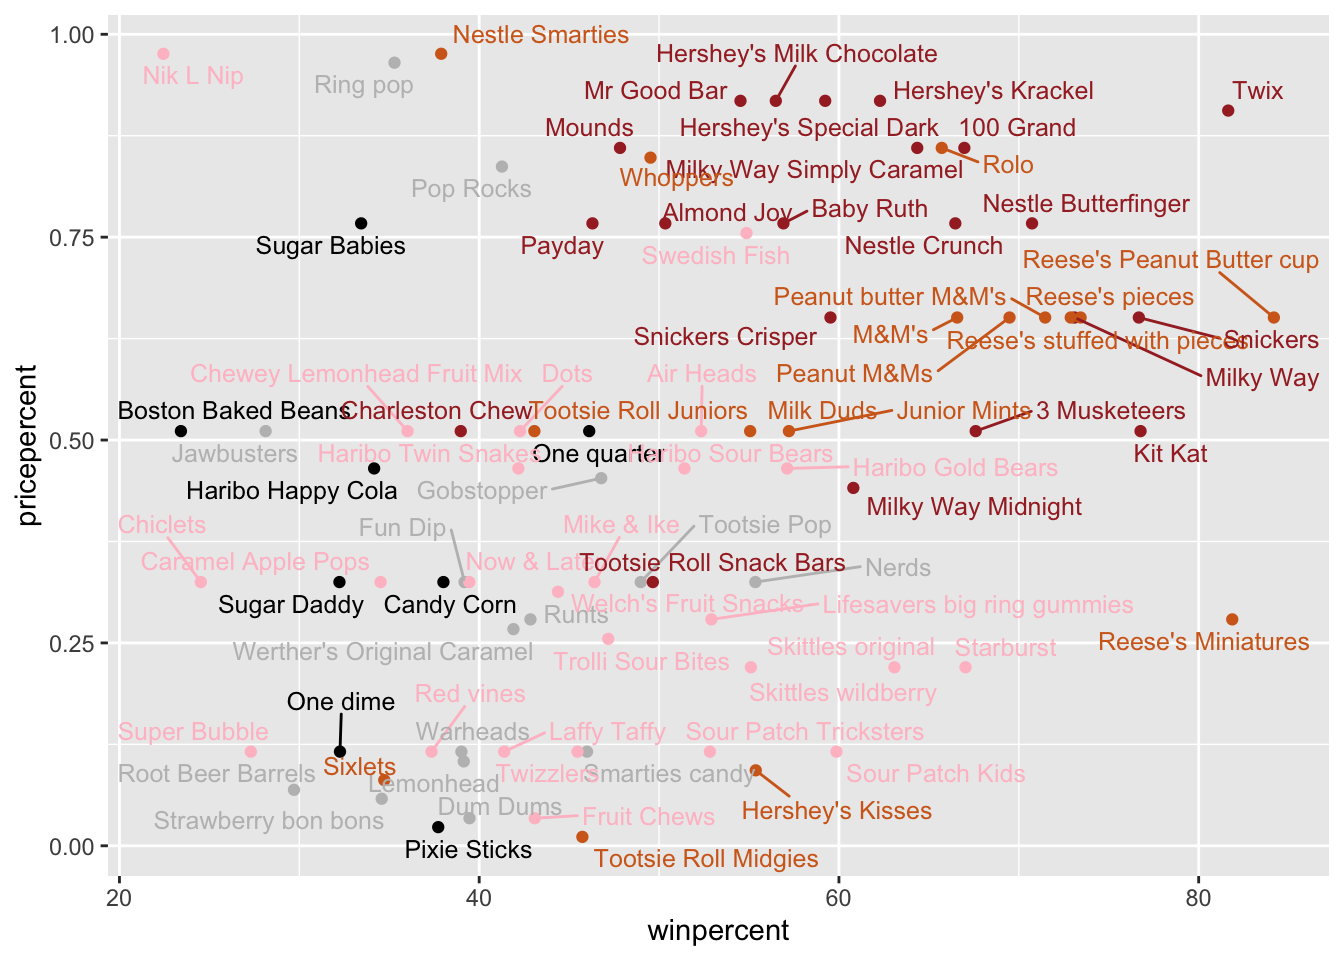 1.00
Nestle Smarties
Hershey's Milk Chocolate
Nik L Nip
Ring pop
Mr Good Bar
Hershey's Krackel
Twix
Mounds
Hershey's Special Dark
100 Grand
Whoppers
Milky Way Simply Caramel
Rolo
Pop Rocks
Almond Joy
Baby Ruth
Nestle Butterfinger
0.75
Sugar Babies
Payday
Swedish Fish
Nestle Crunch
Reese's Peanut Butter cup
Peanut butter M&M's
Reese's pieces
Snickers Crisper
M&M's
Reese's stuffed with pieces
Snickers
Chewey Lemonhead Fruit Mix
Dots
Air Heads
Peanut M&Ms
Milky Way
Boston Baked Beans
Charleston Chew
Tootsie Roll Juniors
Milk Duds
Junior Mints
3 Musketeers
0.50
Jawbusters
Haribo Twin Snakes
One quarter
Haribo Sour Bears
Haribo Gold Bears
Kit Kat
Haribo Happy Cola
Gobstopper
Milky Way Midnight
Chiclets
Fun Dip
Mike & Ike
Tootsie Pop
Caramel Apple Pops
Now & Later
Tootsie Roll Snack Bars
Nerds
Sugar Daddy
Candy Corn
Runts
Welch's Fruit Snacks
Lifesavers big ring gummies
0.25
Werther's Original Caramel
Trolli Sour Bites
Skittles original
Starburst
Reese's Miniatures
One dime
Red vines
Skittles wildberry
Super Bubble
Warheads
Laffy Taffy
Sour Patch Tricksters
Root Beer Barrels
Sixlets
Lemonhead
Twizzlers
Smarties candy
Sour Patch Kids
Strawberry bon bons
Dum Dums
Fruit Chews
Hershey's Kisses
0.00
Pixie Sticks
Tootsie Roll Midgies
20
40
60
80
winpercent
pricepercent